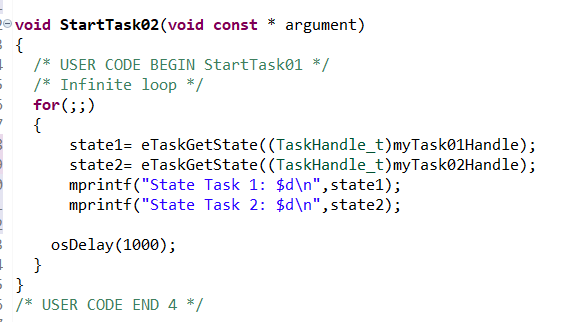 void StartTask02(void const * argument)
{
/* USER CODE BEGIN StartTask01 */
/* Infinite loop */
for(;;)
{
state1= eTaskGetState((TaskHandle_t)myTask01Handle);
state2= eTaskGetState((TaskHandle_t)myTask02Handle);
mprintf("State Task 1: $d\n",state1);
mprintf("State Task 2: $d\n",state2);
osDelay(1000);
}
}
/* USER CODE END 4 */